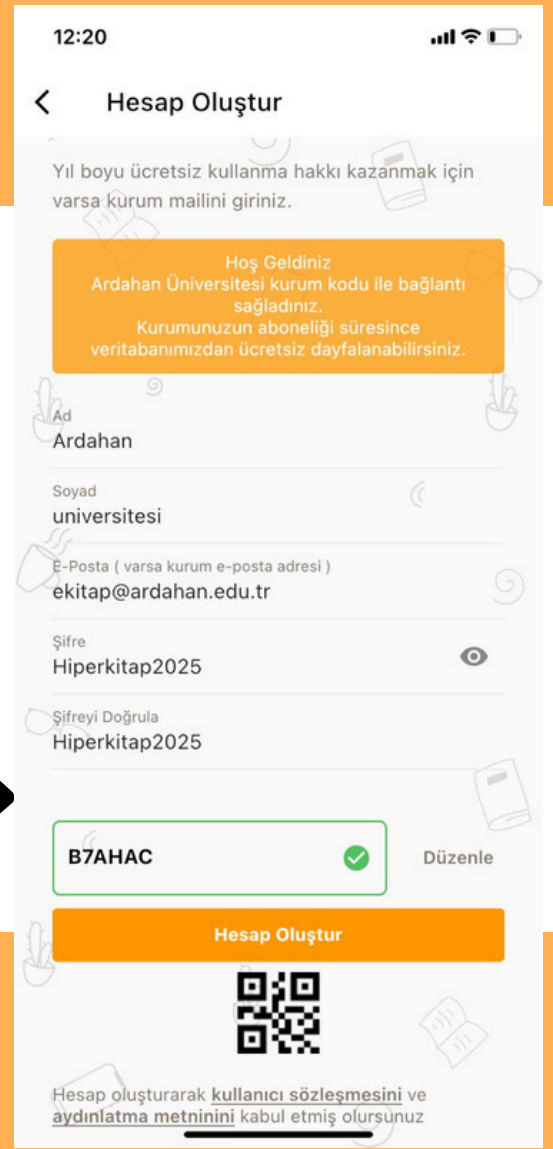 12:20
Hesap Oluştur
Yıl boyu ücretsiz kullanma hakkı kazanmak için
varsa kurum mailini giriniz.
Hoş Geldiniz
Ardahan Üniversitesi kurum kodu ile bağlantı
sağladınız.
Kurumunuzun aboneliği süresince
veritabanımızdan ücretsiz dayfalanabilirsiniz.
Ad
Ardahan
Soyad
universitesi
E-Posta ( varsa kurum e-posta adresi )
ekitap@ardahan.edu.tr
Şifre
Hiperkitap2025
Şifreyi Doğrula
Hiperkitap2025
B7AHAC
Düzenle
Hesap Oluştur
Hesap oluşturarak kullanıcı sözleşmesini ve
aydınlatma metninini kabul etmiş olursunuz